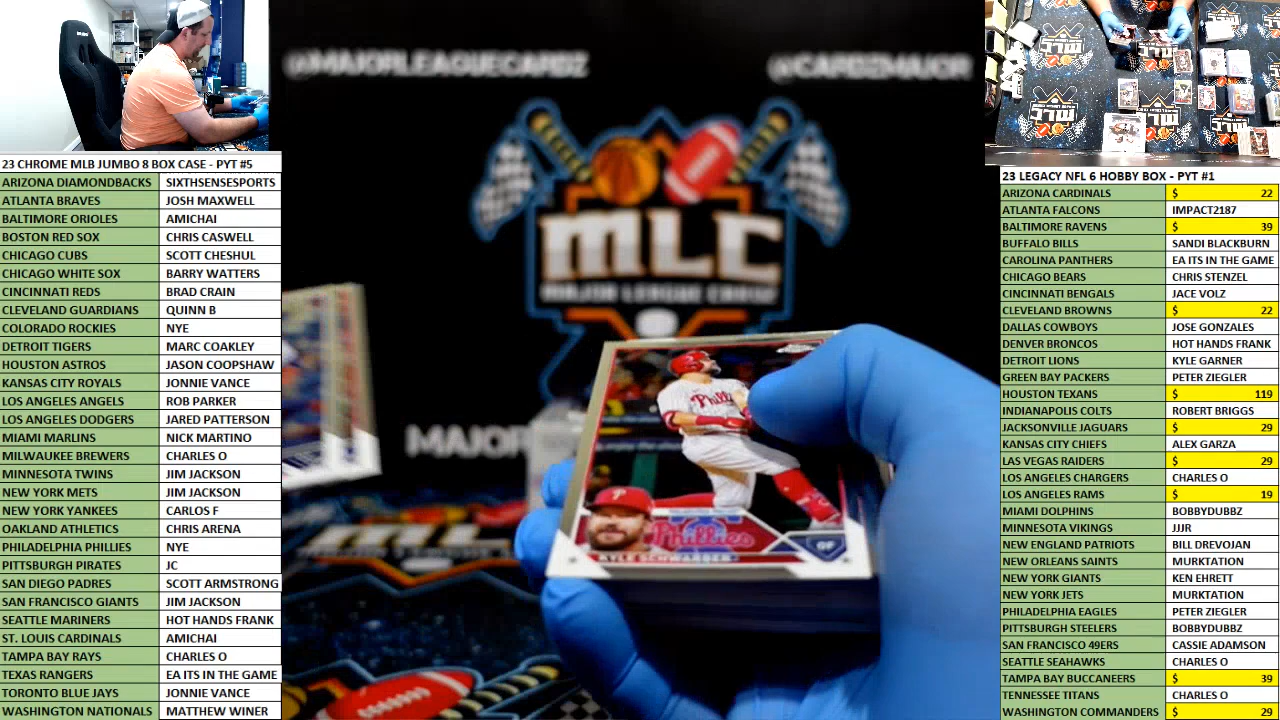 23 CHROME MLB JUMBO 8 BOX CASE - PYT #5
ARIZONA DIAMONDBACKS SIXTHSENSESPORTS
ATLANTA BRAVES JOSH MAXWELL
BALTIMORE ORIOLES AMICHAI
BOSTON RED SOX CHRIS CASWELL
CHICAGO CUBS SCOTT CHESHUL
CHICAGO WHITE SOX BARRY WATTERS
CINCINNATI REDS BRAD CRAIN
CLEVELAND GUARDIANS QUINN B
COLORADO ROCKIES NYE
DETROIT TIGERS MARC COAKLEY
HOUSTON ASTROS JASON COOPSHAW
KANSAS CITY ROYALS JONNIE VANCE
LOS ANGELES ANGELS ROB PARKER
LOS ANGELES DODGERS JARED PATTERSON
MIAMI MARLINS NICK MARTINO
MILWAUKEE BREWERS CHARLES O
MINNESOTA TWINS JIM JACKSON
NEW YORK METS JIM JACKSON
NEW YORK YANKEES CARLOS F
OAKLAND ATHLETICS CHRIS ARENA
PHILADELPHIA PHILLIES NYE
PITTSBURGH PIRATES JC
SAN DIEGO PADRES SCOTT ARMSTRONG
SAN FRANCISCO GIANTS JIM JACKSON
SEATTLE MARINERS HOT HANDS FRANK
ST. LOUIS CARDINALS AMICHAI
TAMPA BAY RAYS CHARLES O
TEXAS RANGERS EA ITS IN THE GAME
TORONTO BLUE JAYS JONNIE VANCE
WASHINGTON NATIONALS MATTHEW WINER
@MAJORLEAGUECARDZ @CARDZMAJOR
MLC
MAJOR LEAGUE CARDZ
MAJOR
Phillies
Phillies
KYLE SCHWARBER OF
23 LEGACY NFL 6 HOBBY BOX - PYT #1
ARIZONA CARDINALS $ 22
ATLANTA FALCONS IMPACT2187
BALTIMORE RAVENS $ 39
BUFFALO BILLS SANDI BLACKBURN
CAROLINA PANTHERS EA ITS IN THE GAME
CHICAGO BEARS CHRIS STENZEL
CINCINNATI BENGALS JACE VOLZ
CLEVELAND BROWNS $ 22
DALLAS COWBOYS JOSE GONZALES
DENVER BRONCOS HOT HANDS FRANK
DETROIT LIONS KYLE GARNER
GREEN BAY PACKERS PETER ZIEGLER
HOUSTON TEXANS $ 119
INDIANAPOLIS COLTS ROBERT BRIGGS
JACKSONVILLE JAGUARS $ 29
KANSAS CITY CHIEFS ALEX GARZA
LAS VEGAS RAIDERS $ 29
LOS ANGELES CHARGERS CHARLES O
LOS ANGELES RAMS $ 19
MIAMI DOLPHINS BOBBYDUBBZ
MINNESOTA VIKINGS JJJR
NEW ENGLAND PATRIOTS BILL DREVOJAN
NEW ORLEANS SAINTS MURKTATION
NEW YORK GIANTS KEN EHRETT
NEW YORK JETS MURKTATION
PHILADELPHIA EAGLES PETER ZIEGLER
PITTSBURGH STEELERS BOBBYDUBBZ
SAN FRANCISCO 49ERS CASSIE ADAMSON
SEATTLE SEAHAWKS CHARLES O
TAMPA BAY BUCCANEERS $ 39
TENNESSEE TITANS CHARLES O
WASHINGTON COMMANDERS $ 29